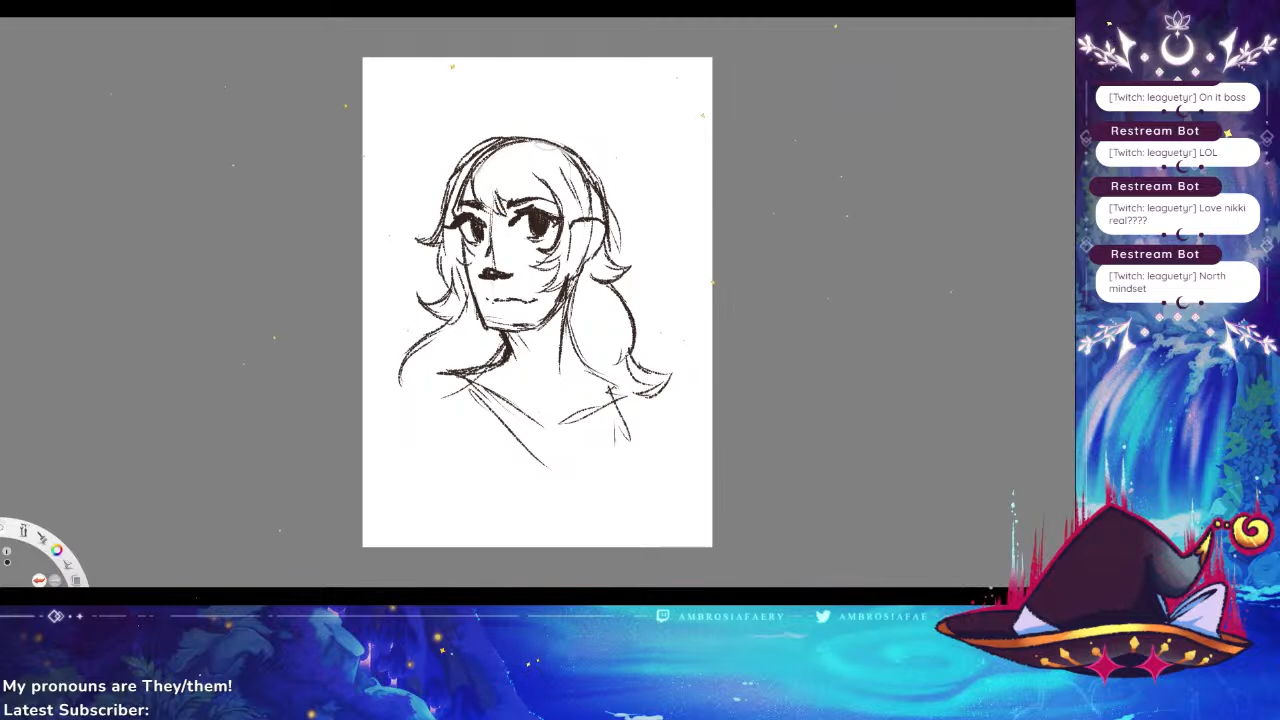 [Twitch: leaguetyr] On it boss
Restream Bot
[Twitch: leaguetyr] LOL
Restream Bot
[Twitch: leaguetyr] Love nikki
real????
Restream Bot
[Twitch: leaguetyr] North
mindset
AMBROSIAFAERY
AMBROSIAFAE
My pronouns are They/them!
Latest Subscriber: